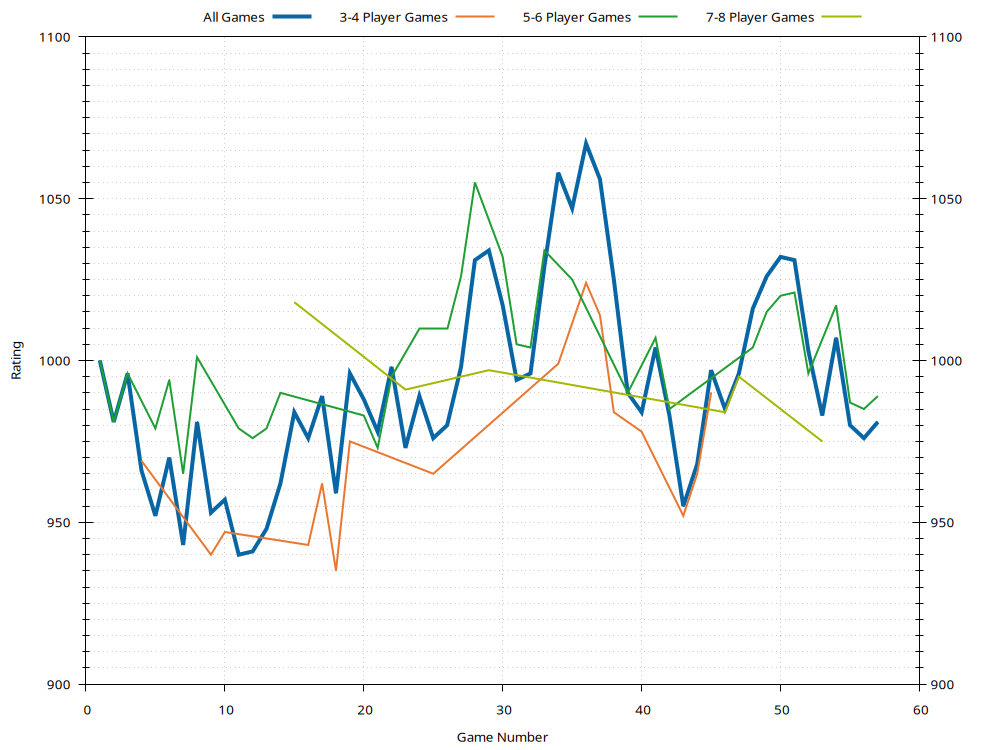 All Games 3-4 Player Games 5-6 Player Games 7-8 Player Games
1100 1100
1050 1050
1000 1000
Rating
950 950
900 900
0 10 20 30 40 50 60
Game Number